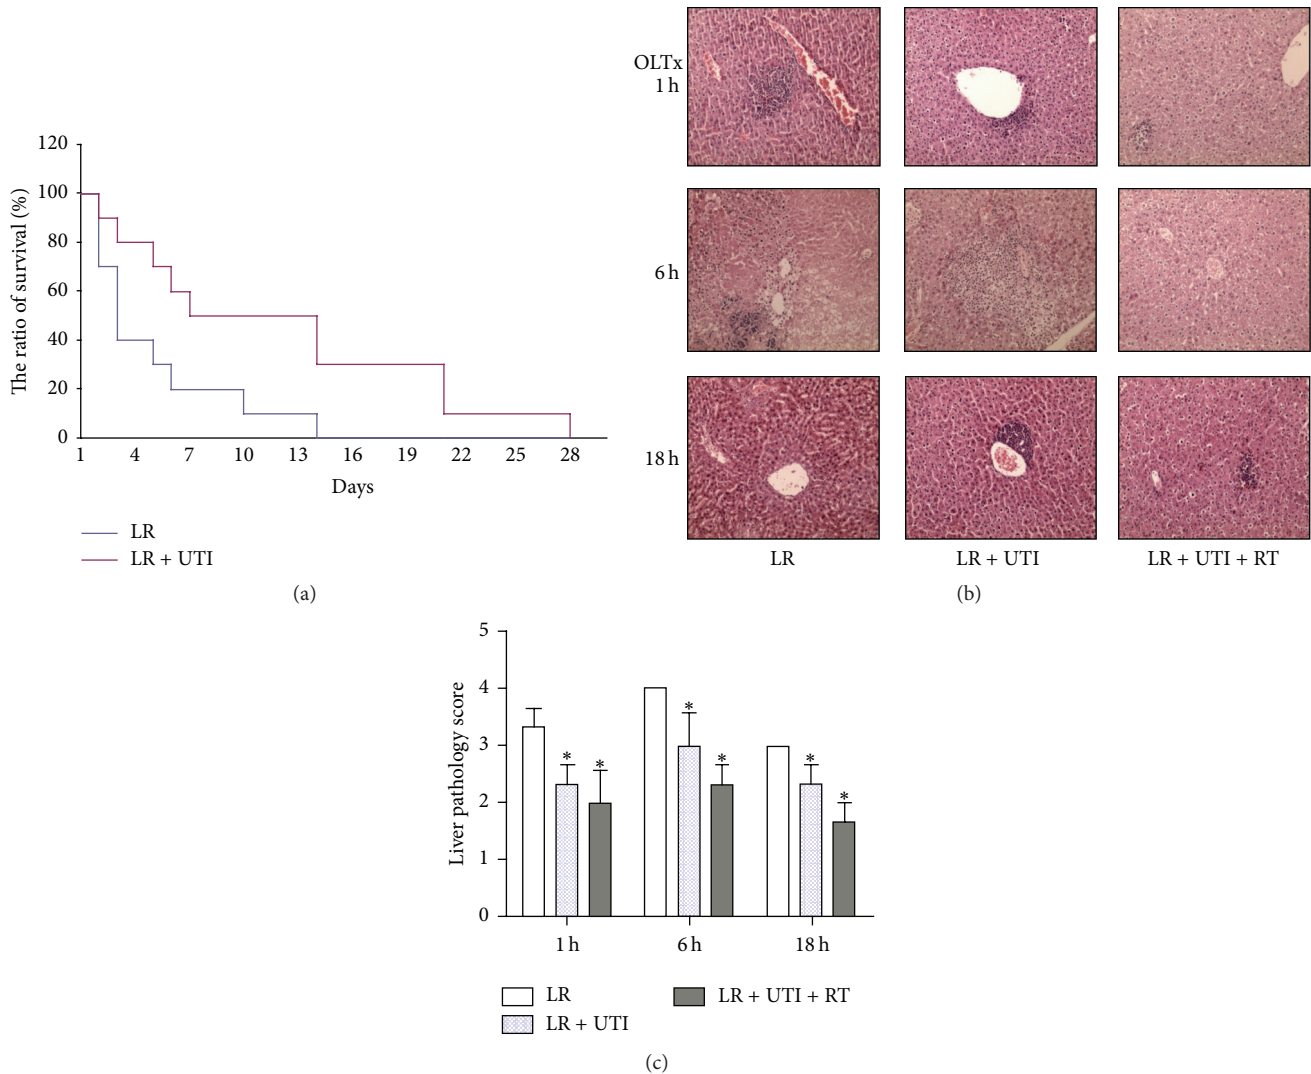 120
100
80
60
40
20
0
The ratio of survival (%)
1 4 7 10 13 16 19 22 25 28
Days
LR
LR + UTI
(a)
OLTx
1 h
6 h
18 h
LR LR + UTI LR + UTI + RT
(b)
5
4
3
2
1
0
Liver pathology score
* *
* *
* *
1 h 6 h 18 h
LR LR + UTI + RT
LR + UTI
(c)